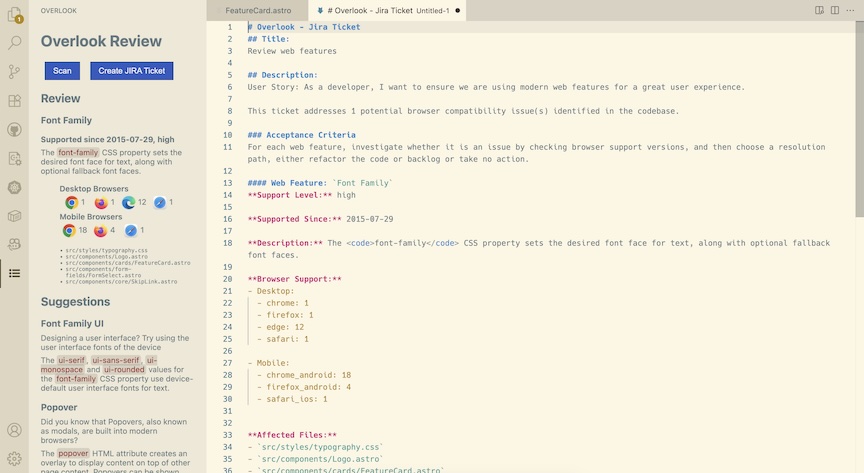 OVERLOOK
Overlook Review
Scan
Create JIRA Ticket
Review
Font Family
Supported since 2015-07-29, high
The font-family CSS property sets the
desired font face for text, along with
optional fallback font faces.
Desktop Browsers
1 1 12 1
Mobile Browsers
18 4 1
• src/styles/typography.css
• src/components/Logo.astro
• src/components/cards/FeatureCard.astro
• src/components/form-
fields/FormSelect.astro
• src/components/core/SkipLink.astro
Suggestions
Font Family UI
Designing a user interface? Try using the
user interface fonts of the device
The ui-serif, ui-sans-serif, ui-
monospace and ui-rounded values for
the font-family CSS property use device-
default user interface fonts for text.
Popover
Did you know that Popovers, also known
as modals, are built into modern
browsers?
The popover HTML attribute creates an
overlay to display content on top of other
page content. Popovers can be shown
FeatureCard.astro
# Overlook - Jira Ticket Untitled-1
1 # Overlook - Jira Ticket
2 ## Title:
3 Review web features
4
5 ## Description:
6 User Story: As a developer, I want to ensure we are using modern web features for a great user experience.
7
8 This ticket addresses 1 potential browser compatibility issue(s) identified in the codebase.
9
10 ### Acceptance Criteria
11 For each web feature, investigate whether it is an issue by checking browser support versions, and then choose a resolution
path, either refactor the code or backlog or take no action.
12
13 #### Web Feature: `Font Family`
14 **Support Level:** high
15
16 **Supported Since:** 2015-07-29
17
18 **Description:** The <code>font-family</code> CSS property sets the desired font face for text, along with optional fallback
font faces.
19
20 **Browser Support:**
21 - Desktop:
22 - chrome: 1
23 - firefox: 1
24 - edge: 12
25 - safari: 1
26
27 - Mobile:
28 - chrome_android: 18
29 - firefox_android: 4
30 - safari_ios: 1
31
32
33 **Affected Files:**
34 - `src/styles/typography.css`
35 - `src/components/Logo.astro`
36 - `src/components/cards/FeatureCard.astro`